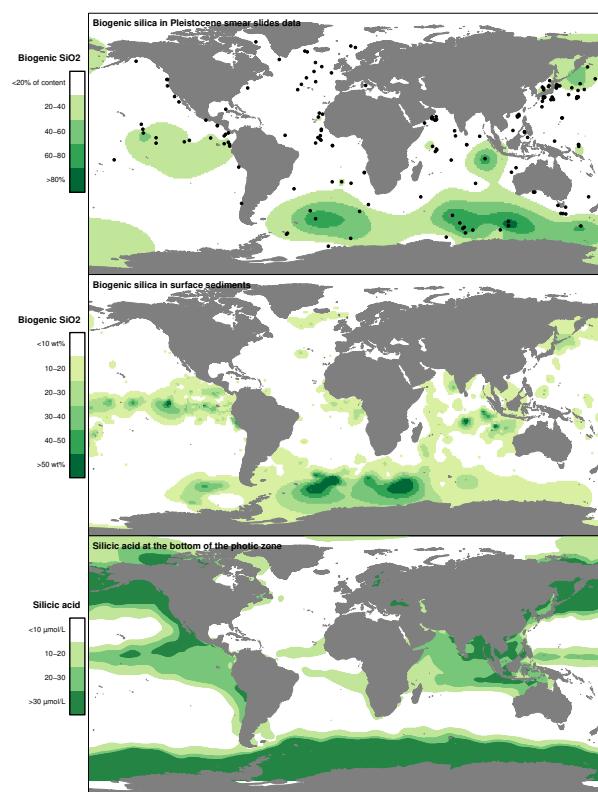 Biogenic silica in Pleistocene smear slides data
Biogenic SiO2
<20% of content
20–40
40–60
60–80
>80%
Biogenic silica in surface sediments
Biogenic SiO2
<10 wt%
10–20
20–30
30–40
40–50
>50 wt%
Silicic acid at the bottom of the photic zone
Silicic acid
<10 µmol/L
10–20
20–30
>30 µmol/L